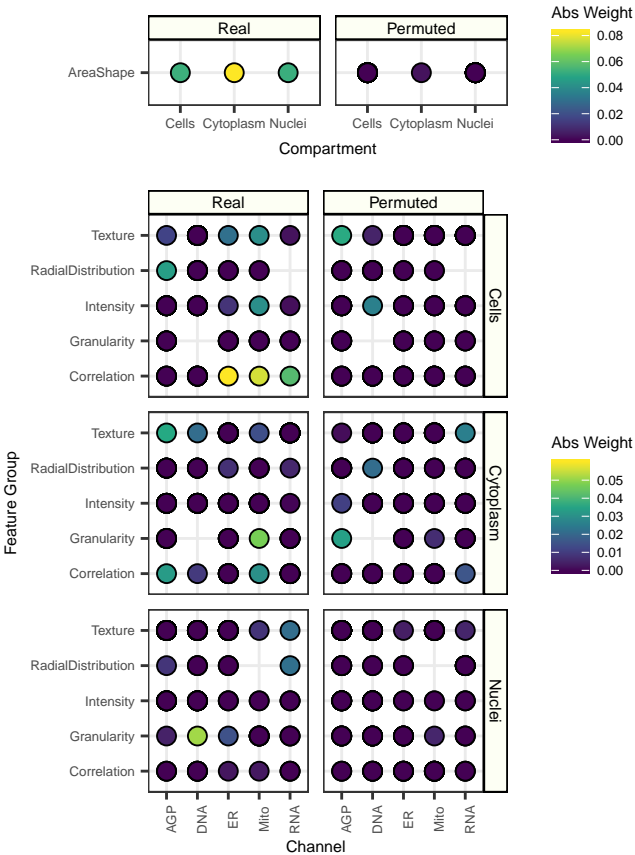 Abs Weight
Real
Permuted
0.08
0.06
0.04
0.02
0.00
AreaShape
Cells
Cytoplasm
Nuclei
Cells
Cytoplasm
Nuclei
Compartment
Real
Permuted
Texture
RadialDistribution
Intensity
Granularity
Correlation
Cells
Feature Group
Texture
RadialDistribution
Intensity
Granularity
Correlation
Cytoplasm
Abs Weight
0.05
0.04
0.03
0.02
0.01
0.00
Texture
RadialDistribution
Intensity
Granularity
Correlation
Nuclei
AGP
DNA
ER
Mito
RNA
AGP
DNA
ER
Mito
RNA
Channel